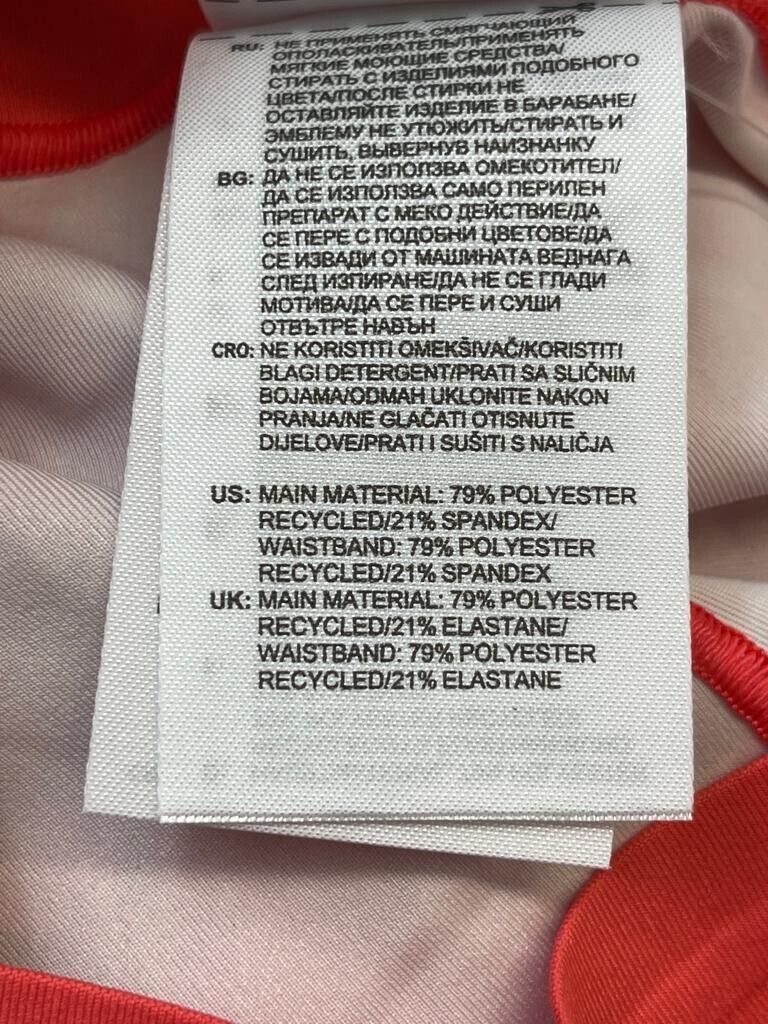 RU: НЕ ПРИМЕНЯТЬ СМЯГЧАЮЩИЙ
ОПОЛАСКИВАТЕЛЬ/ПРИМЕНЯТЬ
МЯГКИЕ МОЮЩИЕ СРЕДСТВА/
СТИРАТЬ С ИЗДЕЛИЯМИ ПОДОБНОГО
ЦВЕТА/ПОСЛЕ СТИРКИ НЕ
ОСТАВЛЯЙТЕ ИЗДЕЛИЕ В БАРАБАНЕ/
ЭМБЛЕМУ НЕ УТЮЖИТЬ/СТИРАТЬ И
СУШИТЬ, ВЫВЕРНУВ НАИЗНАНКУ
BG: ДА НЕ СЕ ИЗПОЛЗВА ОМЕКОТИТЕЛ/
ДА СЕ ИЗПОЛЗВА САМО ПЕРИЛЕН
ПРЕПАРАТ С МЕКО ДЕЙСТВИЕ/ДА
СЕ ПЕРЕ С ПОДОБНИ ЦВЕТОВЕ/ДА
СЕ ИЗВАДИ ОТ МАШИНАТА ВЕДНАГА
СЛЕД ИЗПИРАНЕ/ДА НЕ СЕ ГЛАДИ
МОТИВА/ДА СЕ ПЕРЕ И СУШИ
ОТВЪТРЕ НАВЪН
CRO: NE KORISTITI OMEKŠIVAČ/KORISTITI
BLAGI DETERGENT/PRATI SA SLIČNIM
BOJAMA/ODMAH UKLONITE NAKON
PRANJA/NE GLAČATI OTISNUTE
DIJELOVE/PRATI I SUŠITI S NALIČJA
US: MAIN MATERIAL: 79% POLYESTER
RECYCLED/21% SPANDEX/
WAISTBAND: 79% POLYESTER
RECYCLED/21% SPANDEX
UK: MAIN MATERIAL: 79% POLYESTER
RECYCLED/21% ELASTANE/
WAISTBAND: 79% POLYESTER
RECYCLED/21% ELASTANE